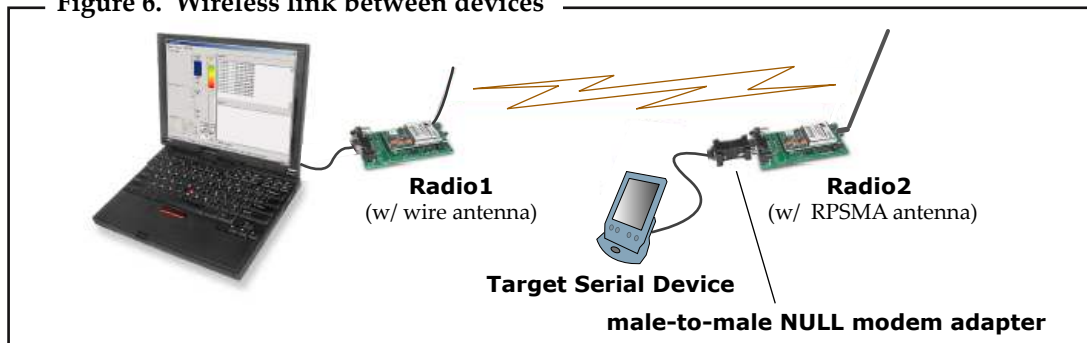 Figure 6. Wireless link between devices
Radio1
(w/ wire antenna)
Radio2
(w/ RPSMA antenna)
Target Serial Device
male-to-male NULL modem adapter